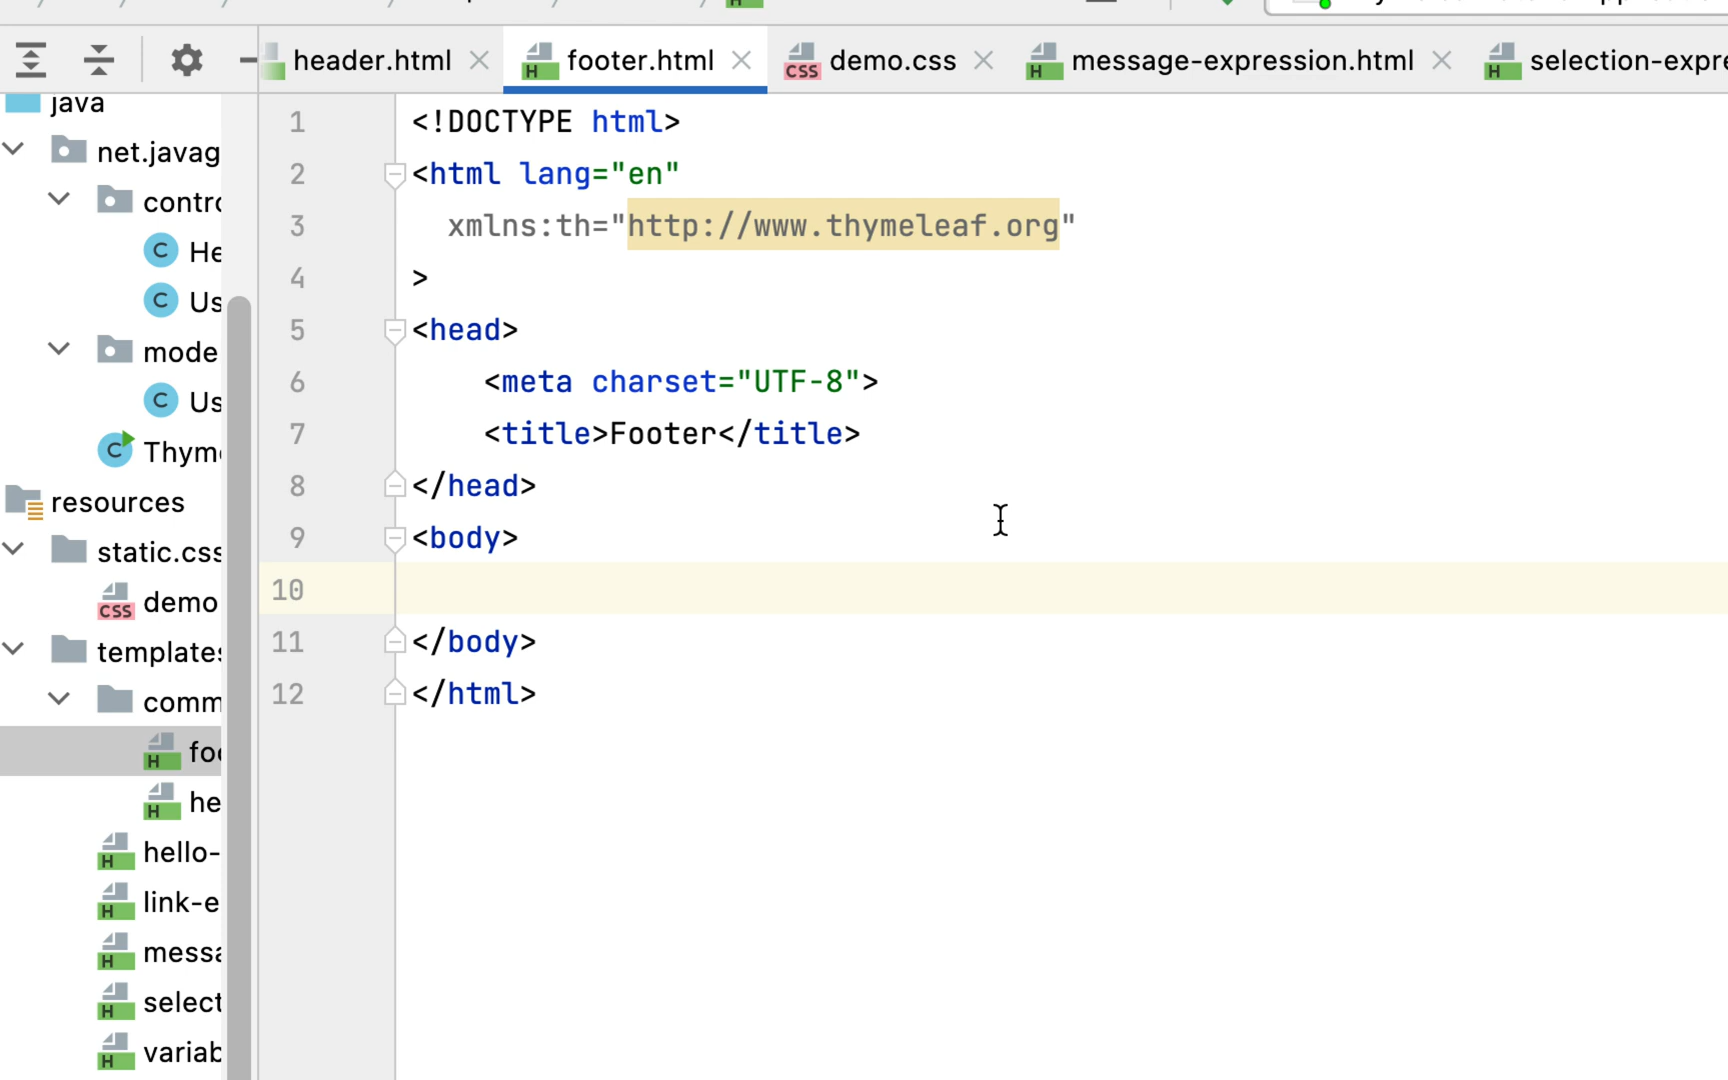 header.html footer.html demo.css message-expression.html selection-expre
java
net.javag
contro
He
Us
mode
Us
Thym
resources
static.css
demo
templates
comm
foo
he
hello-
link-e
messa
select
variab
1 <!DOCTYPE html>
2 <html lang="en"
3 xmlns:th="http://www.thymeleaf.org"
4 >
5 <head>
6 <meta charset="UTF-8">
7 <title>Footer</title>
8 </head>
9 <body>
10
11 </body>
12 </html>